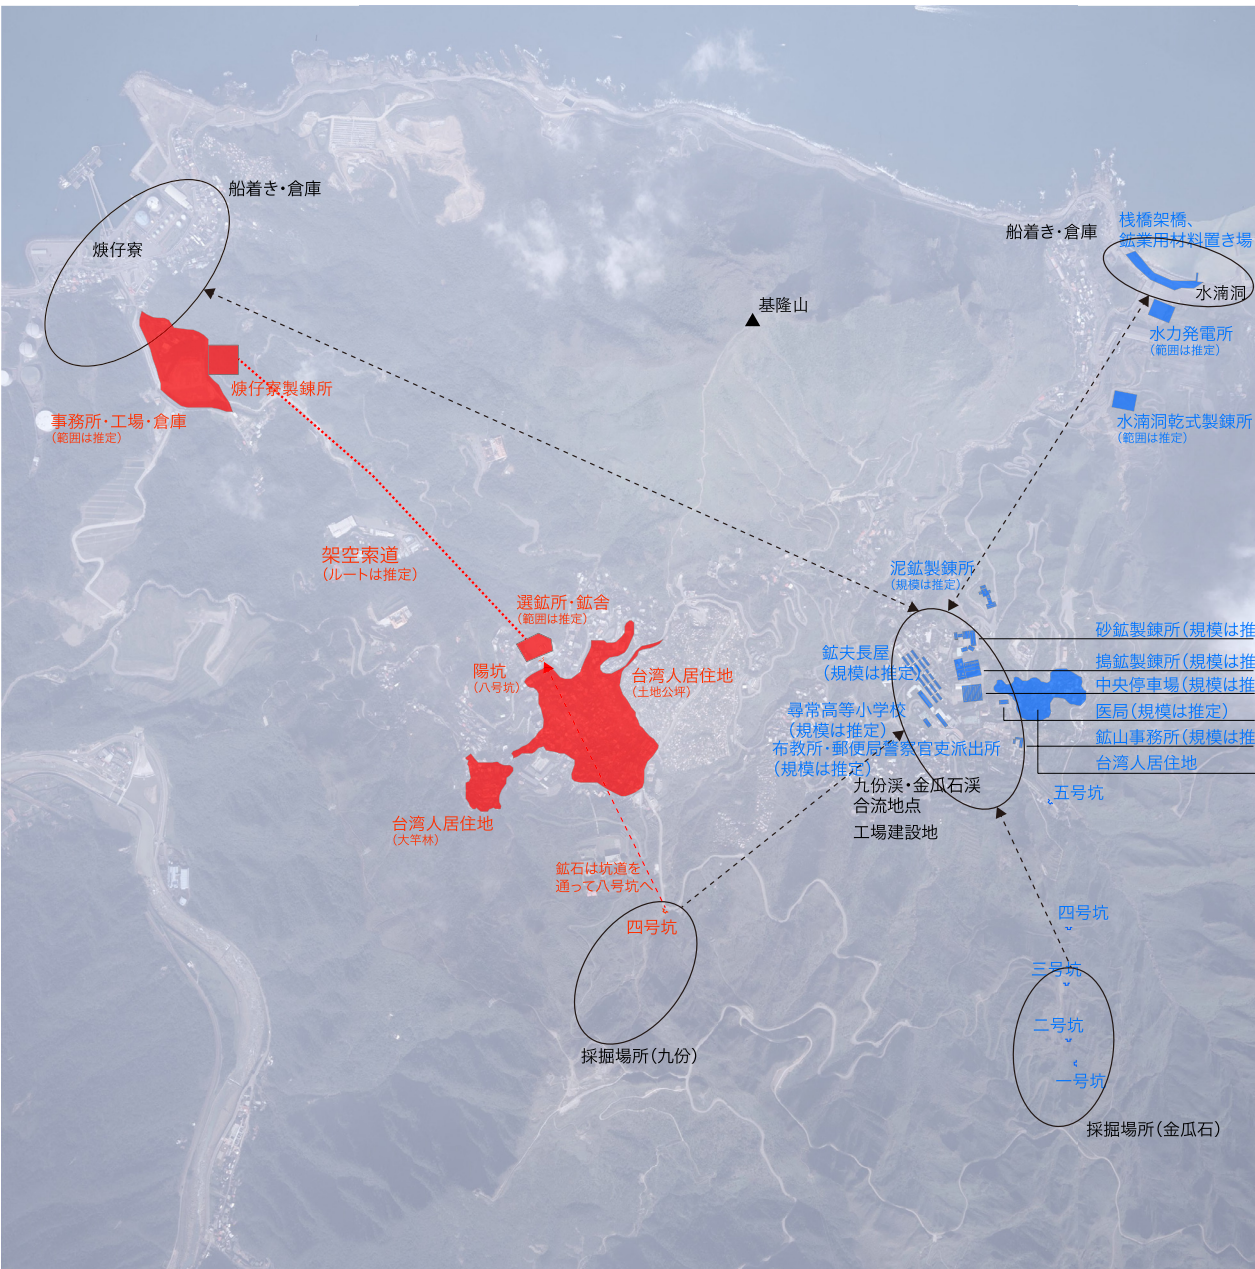 船着き・倉庫
焿仔寮
焿仔寮製錬所
事務所・工場・倉庫
(範囲は推定)
架空索道
(ルートは推定)
選鉱所・鉱舎
(範囲は推定)
陽坑
(八号坑)
台湾人居住地
(土地公坪)
台湾人居住地
(大竿林)
鉱石は坑道を
通って八号坑へ
四号坑
採掘場所(九份)
基隆山
船着き・倉庫
桟橋架橋、
鉱業用材料置き場
水湳洞
水力発電所
(範囲は推定)
水湳洞乾式製錬所
(範囲は推定)
泥鉱製錬所
(規模は推定)
砂鉱製錬所(規模は推
搗鉱製錬所(規模は推
中央停車場(規模は推
医局(規模は推定)
鉱山事務所(規模は推
台湾人居住地
鉱夫長屋
(規模は推定)
尋常高等小学校
(規模は推定)
布教所・郵便局警察官吏派出所
(規模は推定)
九份渓・金瓜石渓
合流地点
工場建設地
五号坑
四号坑
三号坑
二号坑
一号坑
採掘場所(金瓜石)